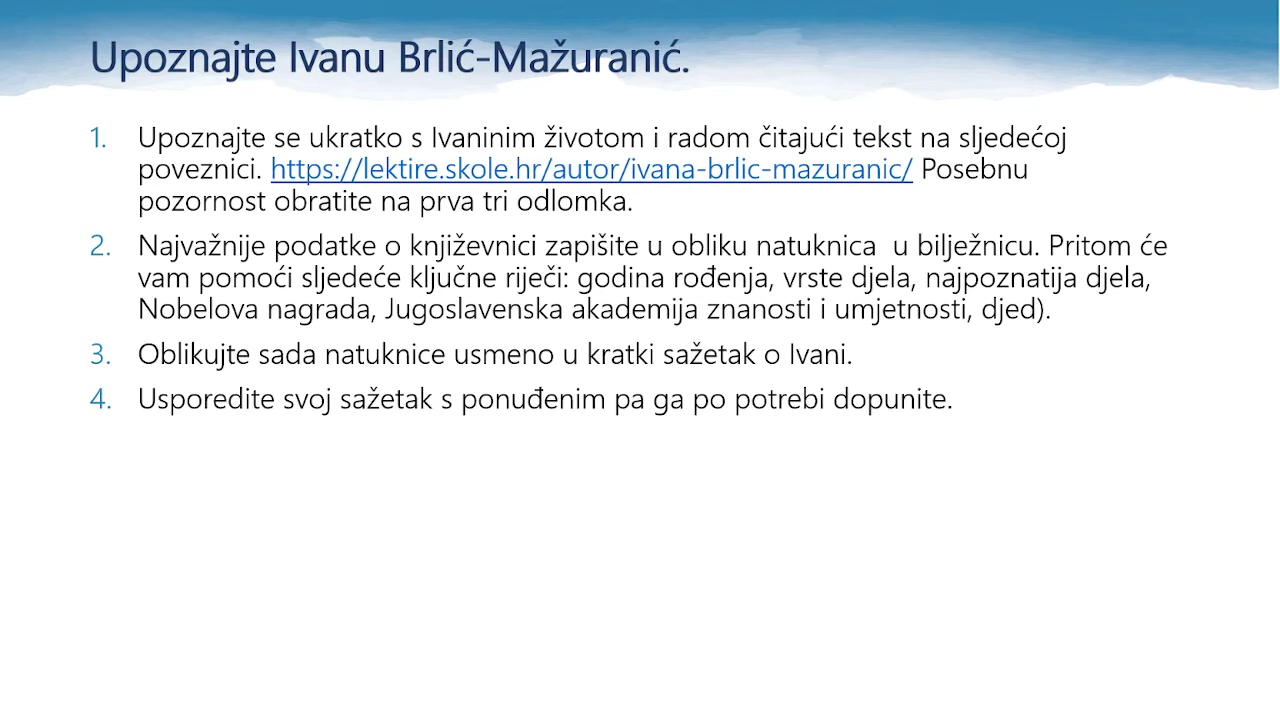 Upoznajte Ivanu Brlić-Mažuranić.
1. Upoznajte se ukratko s Ivaninim životom i radom čitajući tekst na sljedećoj
poveznici. https://lektire.skole.hr/autor/ivana-brlic-mazuranic/ Posebnu
pozornost obratite na prva tri odlomka.
2. Najvažnije podatke o književnici zapišite u obliku natuknica  u bilježnicu. Pritom će
vam pomoći sljedeće ključne riječi: godina rođenja, vrste djela, najpoznatija djela,
Nobelova nagrada, Jugoslavenska akademija znanosti i umjetnosti, djed).
3. Oblikujte sada natuknice usmeno u kratki sažetak o Ivani.
4. Usporedite svoj sažetak s ponuđenim pa ga po potrebi dopunite.